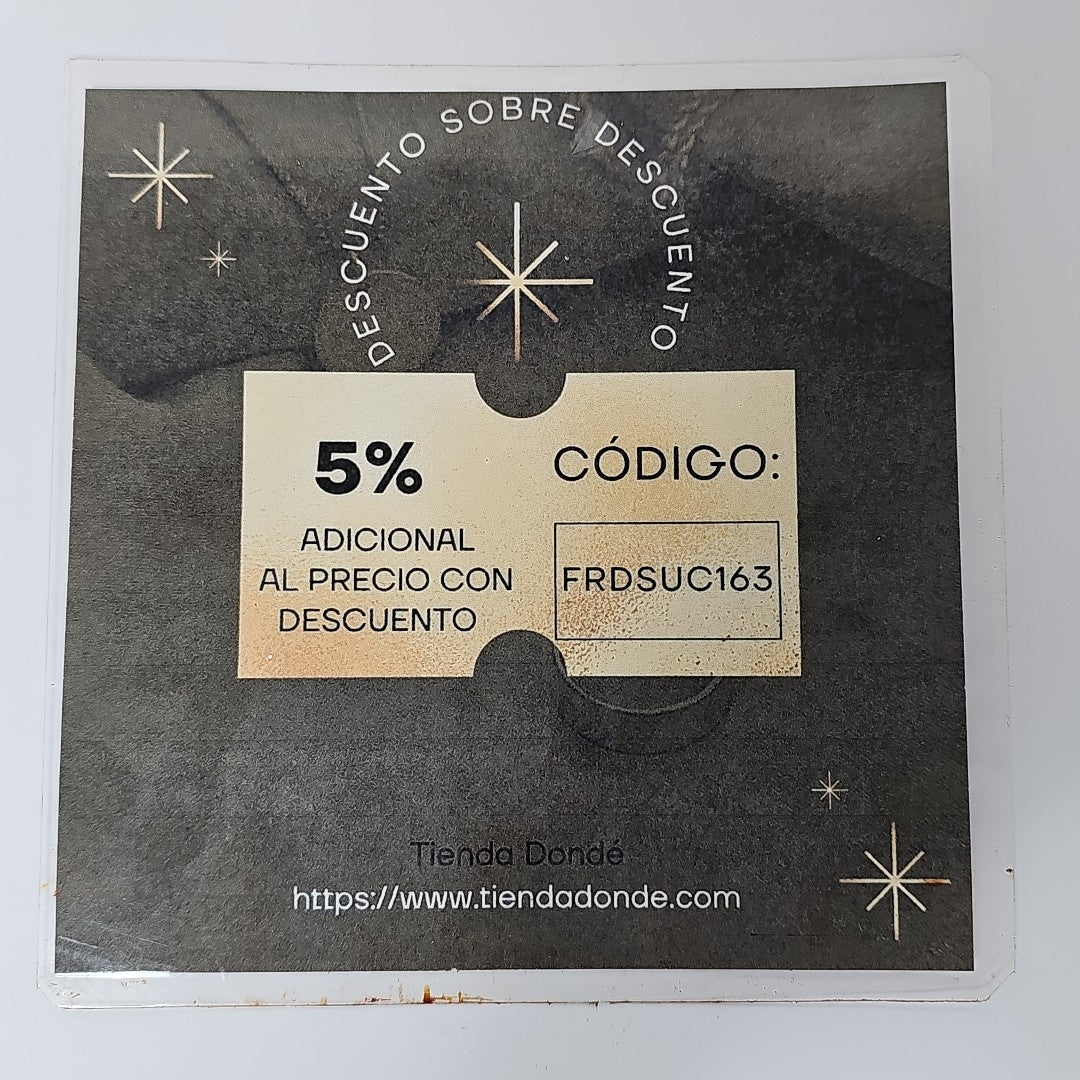 DESCUENTO SOBRE DESCUENTO
5%
ADICIONAL
AL PRECIO CON
DESCUENTO
CÓDIGO:
FRDSUC163
Tienda Dondé
https://www.tiendadonde.com